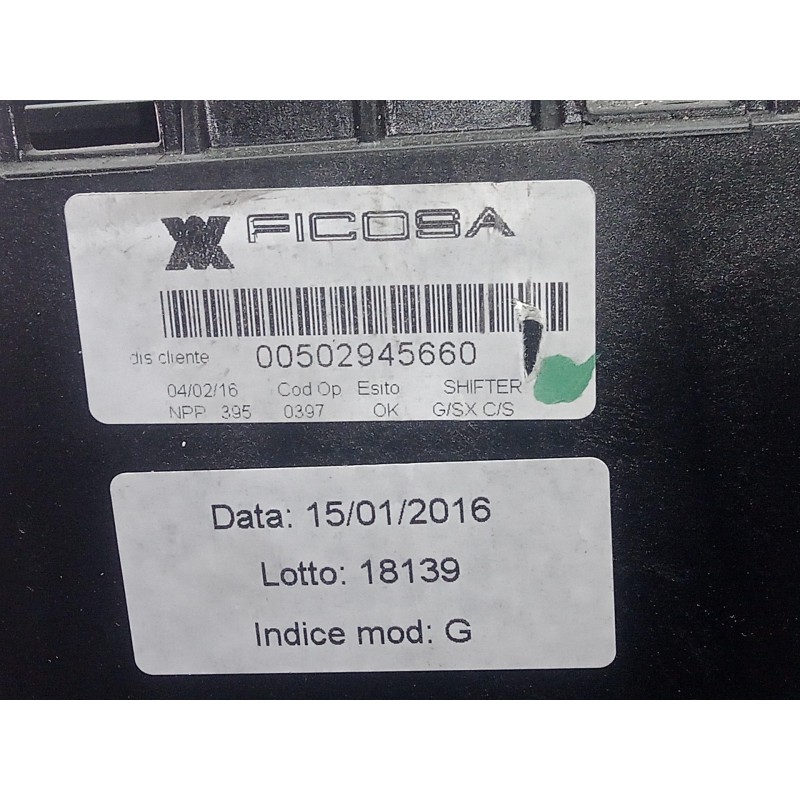 FICOSA
dis cliente 00502945660
04/02/16 Cod Op Esito SHIFTER
NPP 395 0397 OK G/SX C/S
Data: 15/01/2016
Lotto: 18139
Indice mod: G